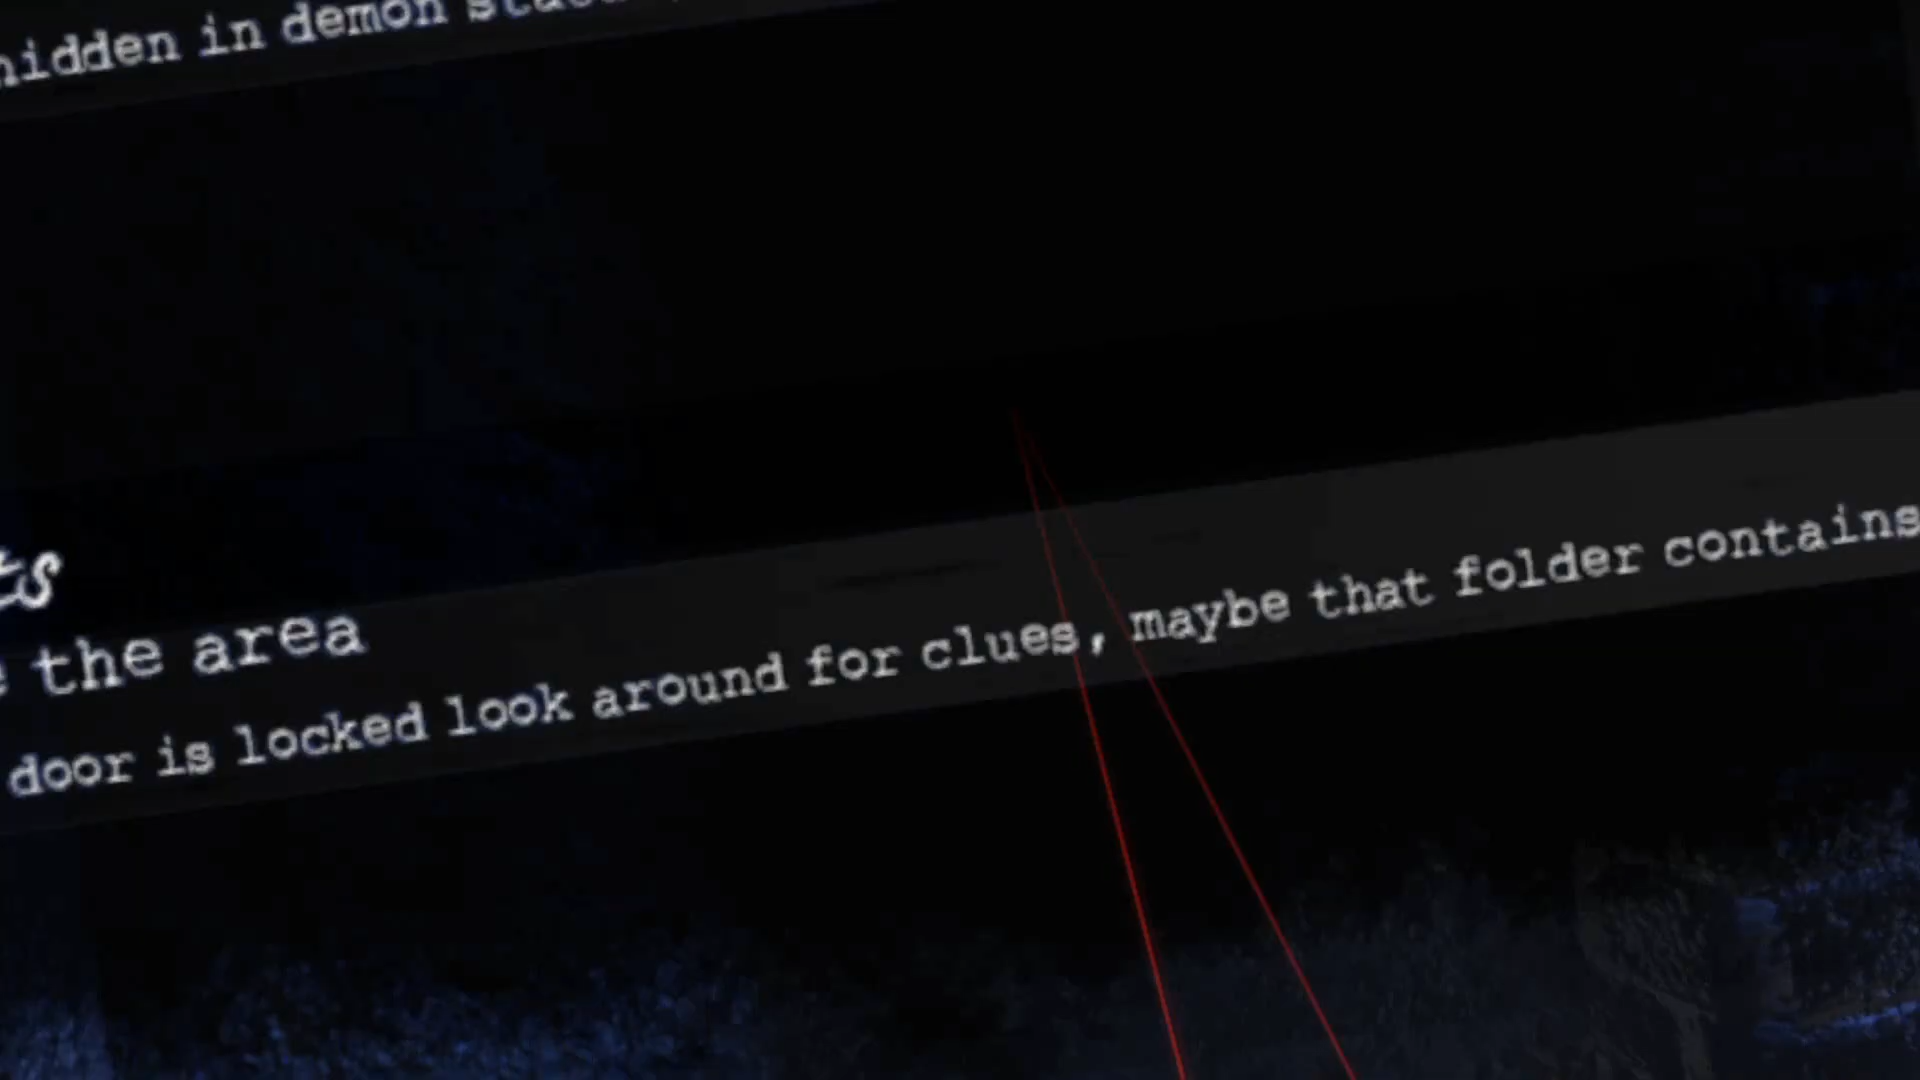 hidden in demon
ts
the area
door is locked look around for clues, maybe that folder contains